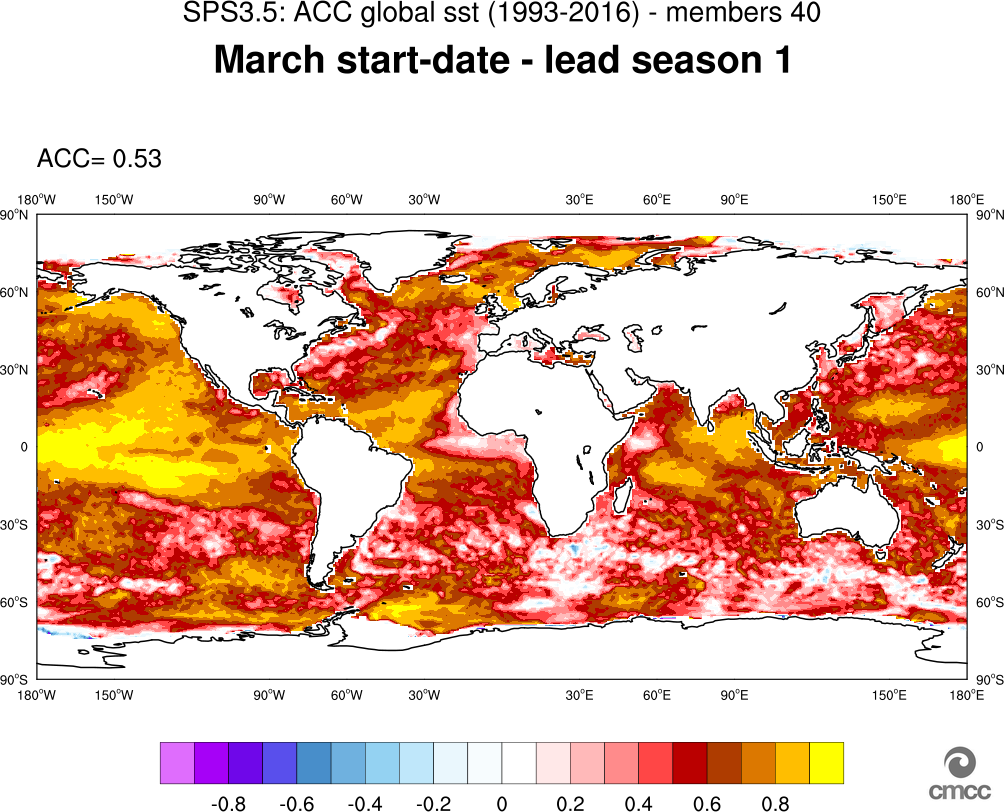 SPS3.5: ACC global sst (1993-2016) - members 40
March start-date - lead season 1
ACC= 0.53
180°W 150°W 90°W 60°W 30°W 30°E 60°E 90°E 150°E 180°E
90°N 90°N
60°N 60°N
30°N 30°N
0 0
30°S 30°S
60°S 60°S
90°S 90°S
180°W 150°W 90°W 60°W 30°W 30°E 60°E 90°E 150°E 180°E
-0.8 -0.6 -0.4 -0.2 0 0.2 0.4 0.6 0.8
cmcc